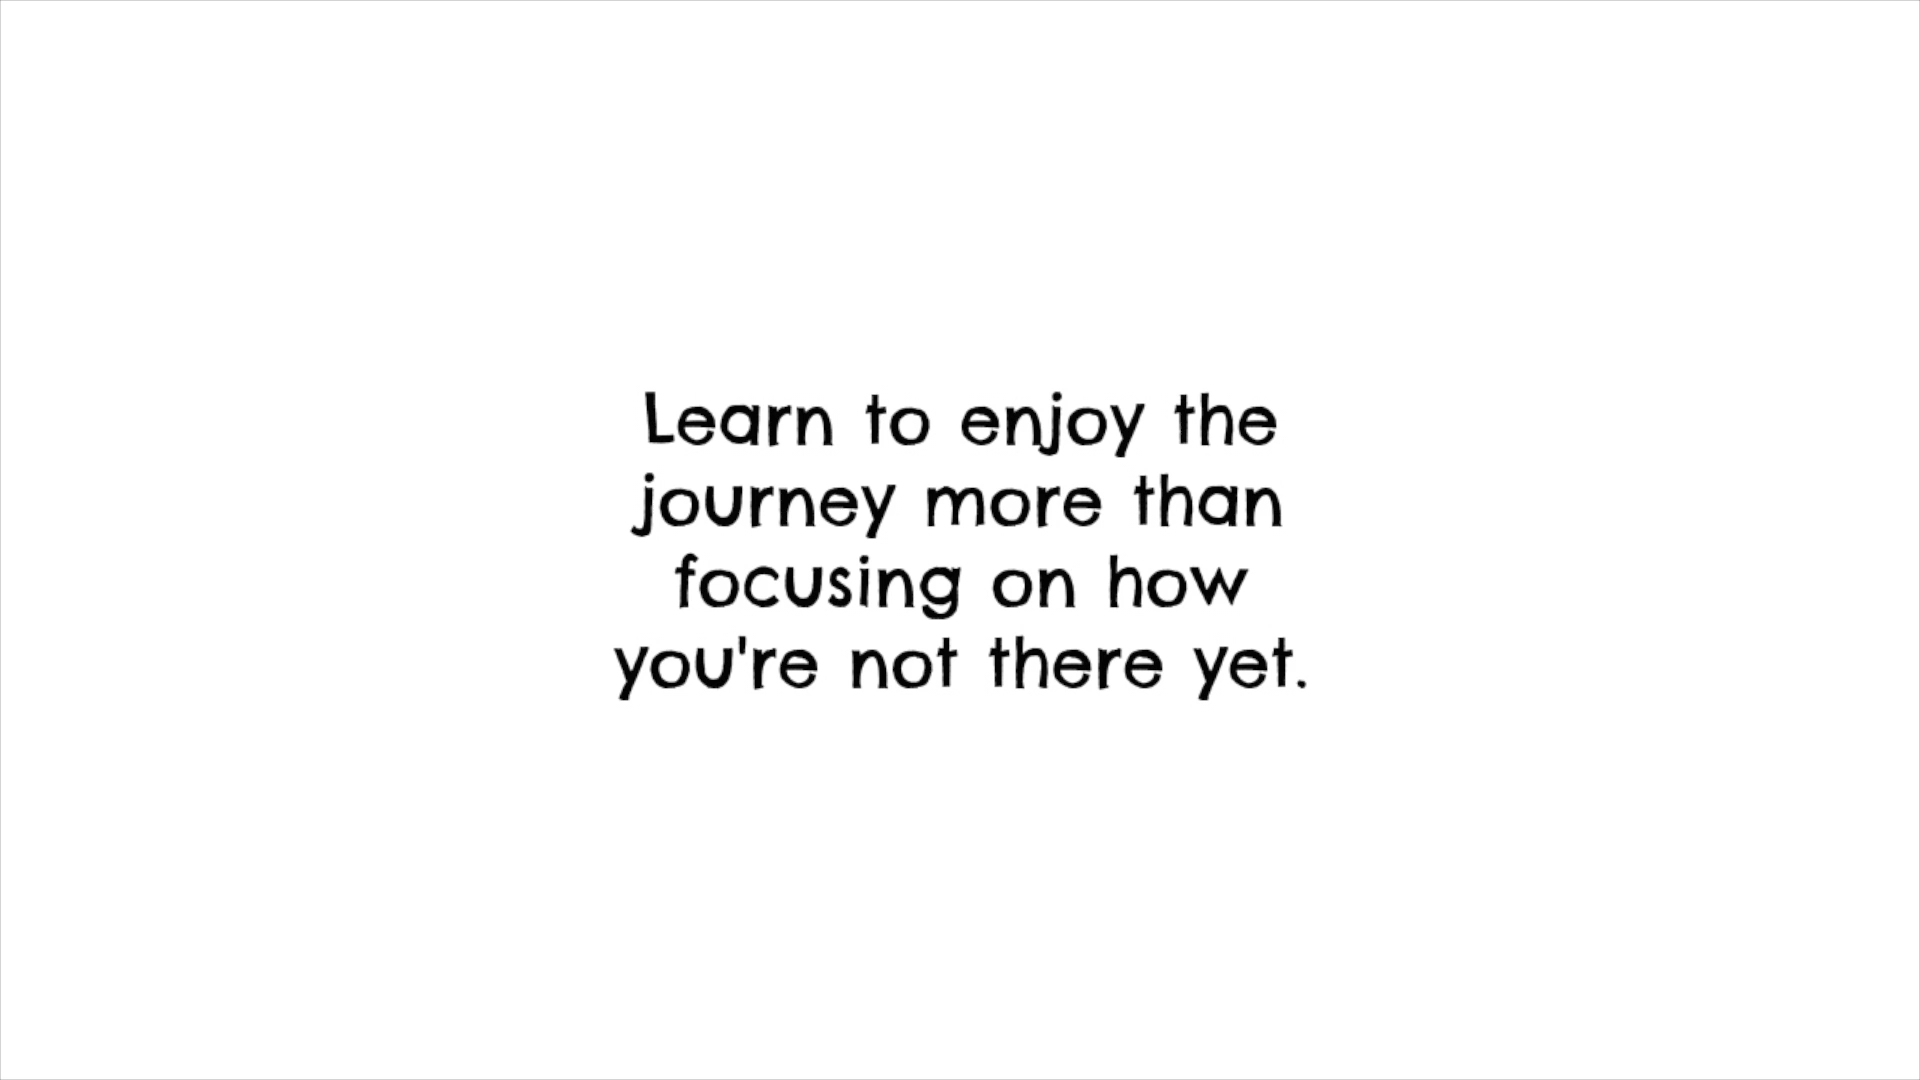 Learn to enjoy the
journey more than
focusing on how
you're not there yet.